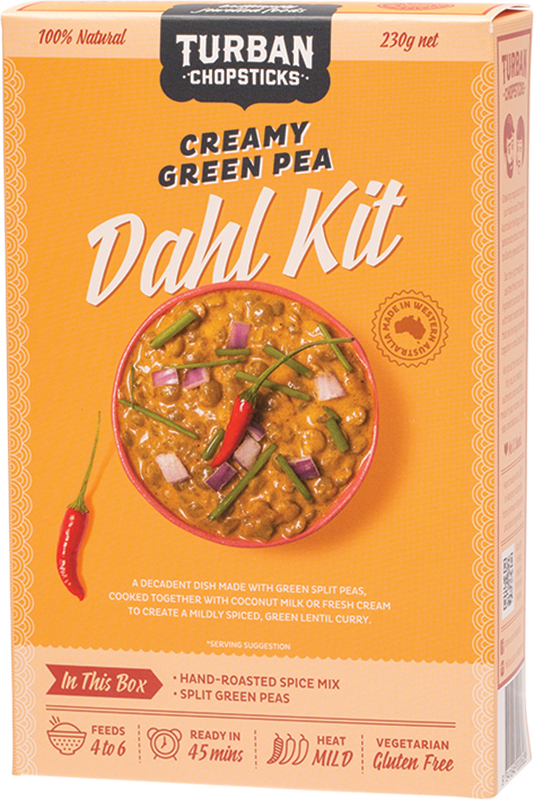 100% Natural
TURBAN
CHOPSTICKS
230g net
CREAMY
GREEN PEA
Dahl Kit
MADE IN WESTERN AUSTRALIA
A DECADENT DISH MADE WITH GREEN SPLIT PEAS,
COOKED TOGETHER WITH COCONUT MILK OR FRESH CREAM
TO CREATE A MILDLY SPICED, GREEN LENTIL CURRY.
*SERVING SUGGESTION
In This Box
• HAND-ROASTED SPICE MIX
• SPLIT GREEN PEAS
FEEDS
4 to 6
READY IN
45 mins
HEAT
MILD
VEGETARIAN
Gluten Free
TURBAN
CHOPSTICKS